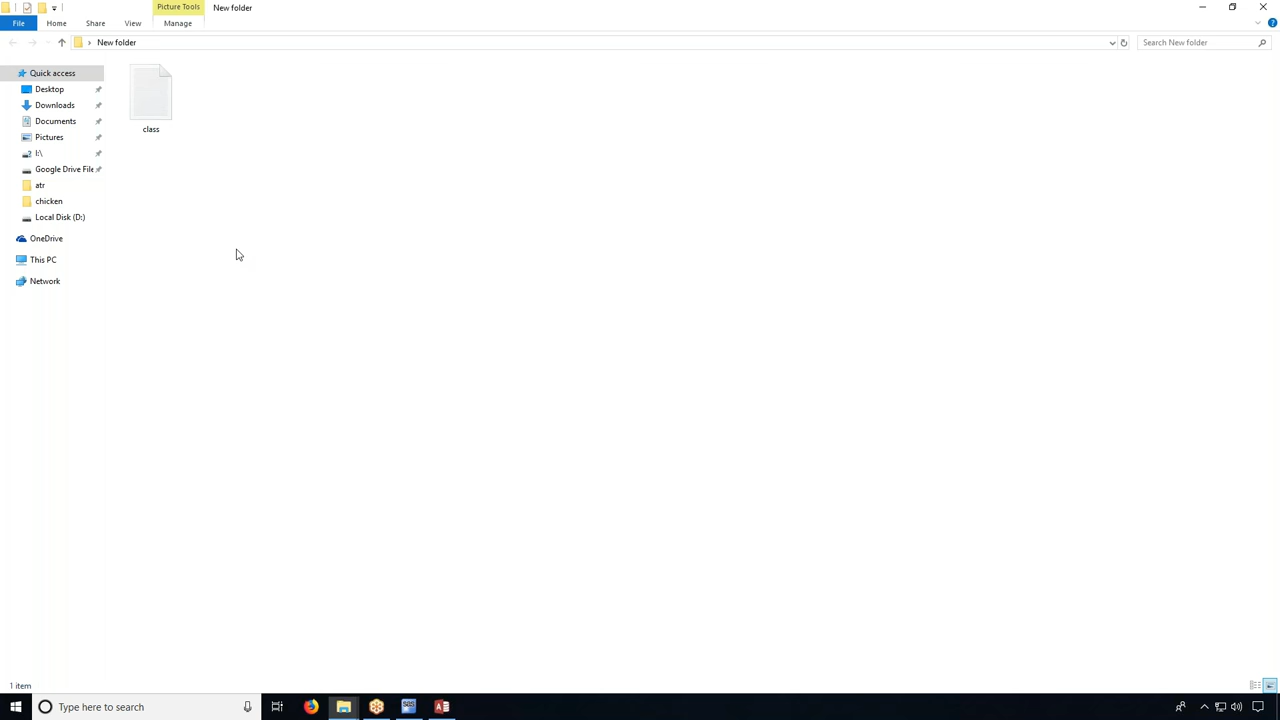 Picture Tools
New folder
File
Home
Share
View
Manage
New folder
Search New folder
Quick access
Desktop
Downloads
Documents
Pictures
I:\
Google Drive File
atr
chicken
Local Disk (D:)
OneDrive
This PC
Network
class
1 item
Type here to search